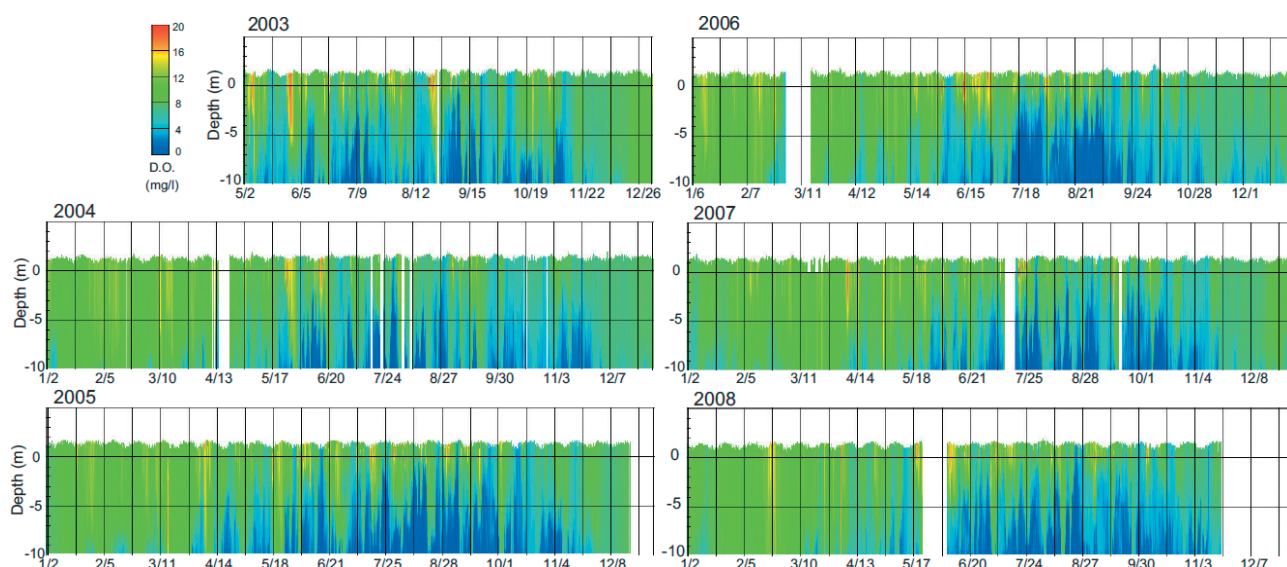 2003
20
16
12
8
4
0
D.O.
(mg/l)
Depth (m)
0
-5
-10
5/2 6/5 7/9 8/12 9/15 10/19 11/22 12/26
2006
Depth (m)
0
-5
-10
1/6 2/7 3/11 4/12 5/14 6/15 7/18 8/21 9/24 10/28 12/1
2004
Depth (m)
0
-5
-10
1/2 2/5 3/10 4/13 5/17 6/20 7/24 8/27 9/30 11/3 12/7
2007
0
-5
-10
1/2 2/5 3/11 4/14 5/18 6/21 7/25 8/28 10/1 11/4 12/8
2005
Depth (m)
0
-5
-10
1/2 2/5 3/11 4/14 5/18 6/21 7/25 8/28 10/1 11/4 12/8
2008
0
-5
-10
1/2 2/5 3/10 4/13 5/17 6/20 7/24 8/27 9/30 11/3 12/7